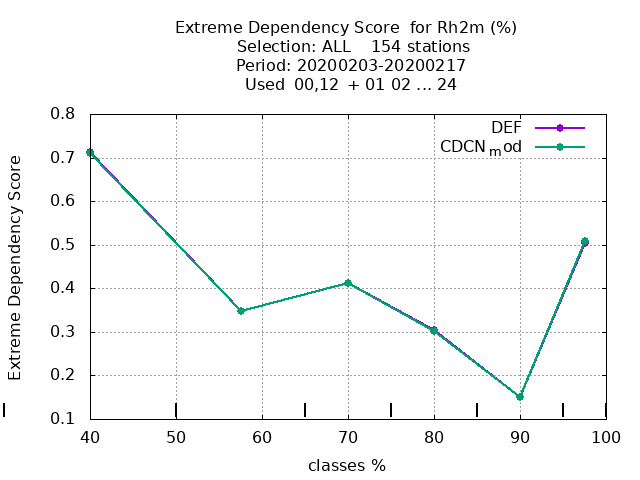 Extreme Dependency Score for Rh2m (%)
Selection: ALL 154 stations
Period: 20200203-20200217
Used 00,12 + 01 02 ... 24
DEF
CDCNmod
Extreme Dependency Score
0.8
0.7
0.6
0.5
0.4
0.3
0.2
0.1
40 50 60 70 80 90 100
classes %